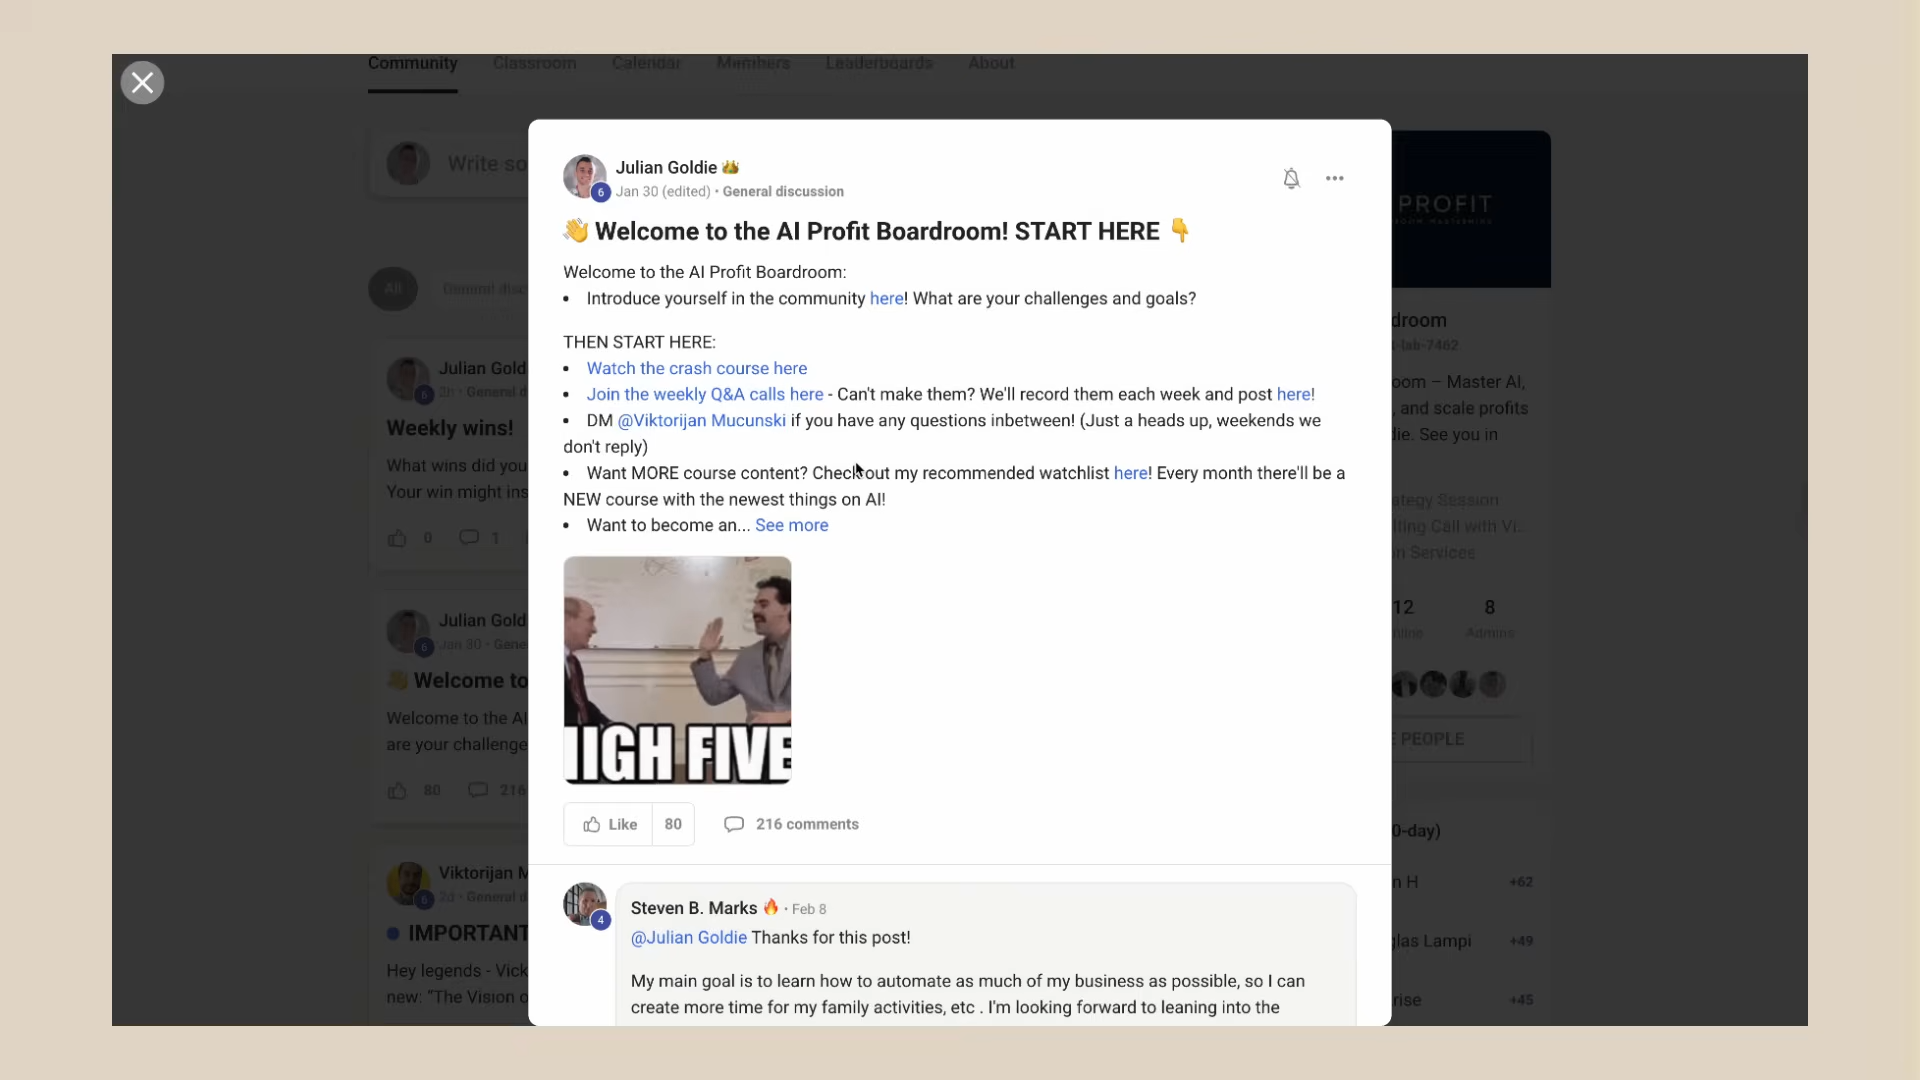 Community Classroom Calendar Members Leaderboards About
Write so
PROFIT
All General disc
Julian Goldie
6 Jan 30 (edited) • General discussion
👋 Welcome to the AI Profit Boardroom! START HERE 👇
Welcome to the AI Profit Boardroom:
• Introduce yourself in the community here! What are your challenges and goals?
THEN START HERE:
• Watch the crash course here
• Join the weekly Q&A calls here - Can't make them? We'll record them each week and post here!
• DM @Viktorijan Mucunski if you have any questions inbetween! (Just a heads up, weekends we
don't reply)
• Want MORE course content? Check out my recommended watchlist here! Every month there'll be a
NEW course with the newest things on AI!
• Want to become an... See more
HIGH FIVE
Like 80 216 comments
Steven B. Marks 🔥 • Feb 8
4
@Julian Goldie Thanks for this post!
My main goal is to learn how to automate as much of my business as possible, so I can
create more time for my family activities, etc . I'm looking forward to leaning into the
Julian Gold
6 2h • General d
Weekly wins!
What wins did you
Your win might ins
0 1
Julian Gold
6 Jan 30 • Gene
👋 Welcome to
Welcome to the AI
are your challenge
80 216
Viktorijan M
6 2d • General d
IMPORTANT
Hey legends - Vick
new: "The Vision o
droom
-lab-7462
oom – Master AI,
, and scale profits
die. See you in
ategy Session
lting Call with Vi...
n Services
12 8
nline Admins
E PEOPLE
0-day)
n H +62
glas Lampi +49
rise +45